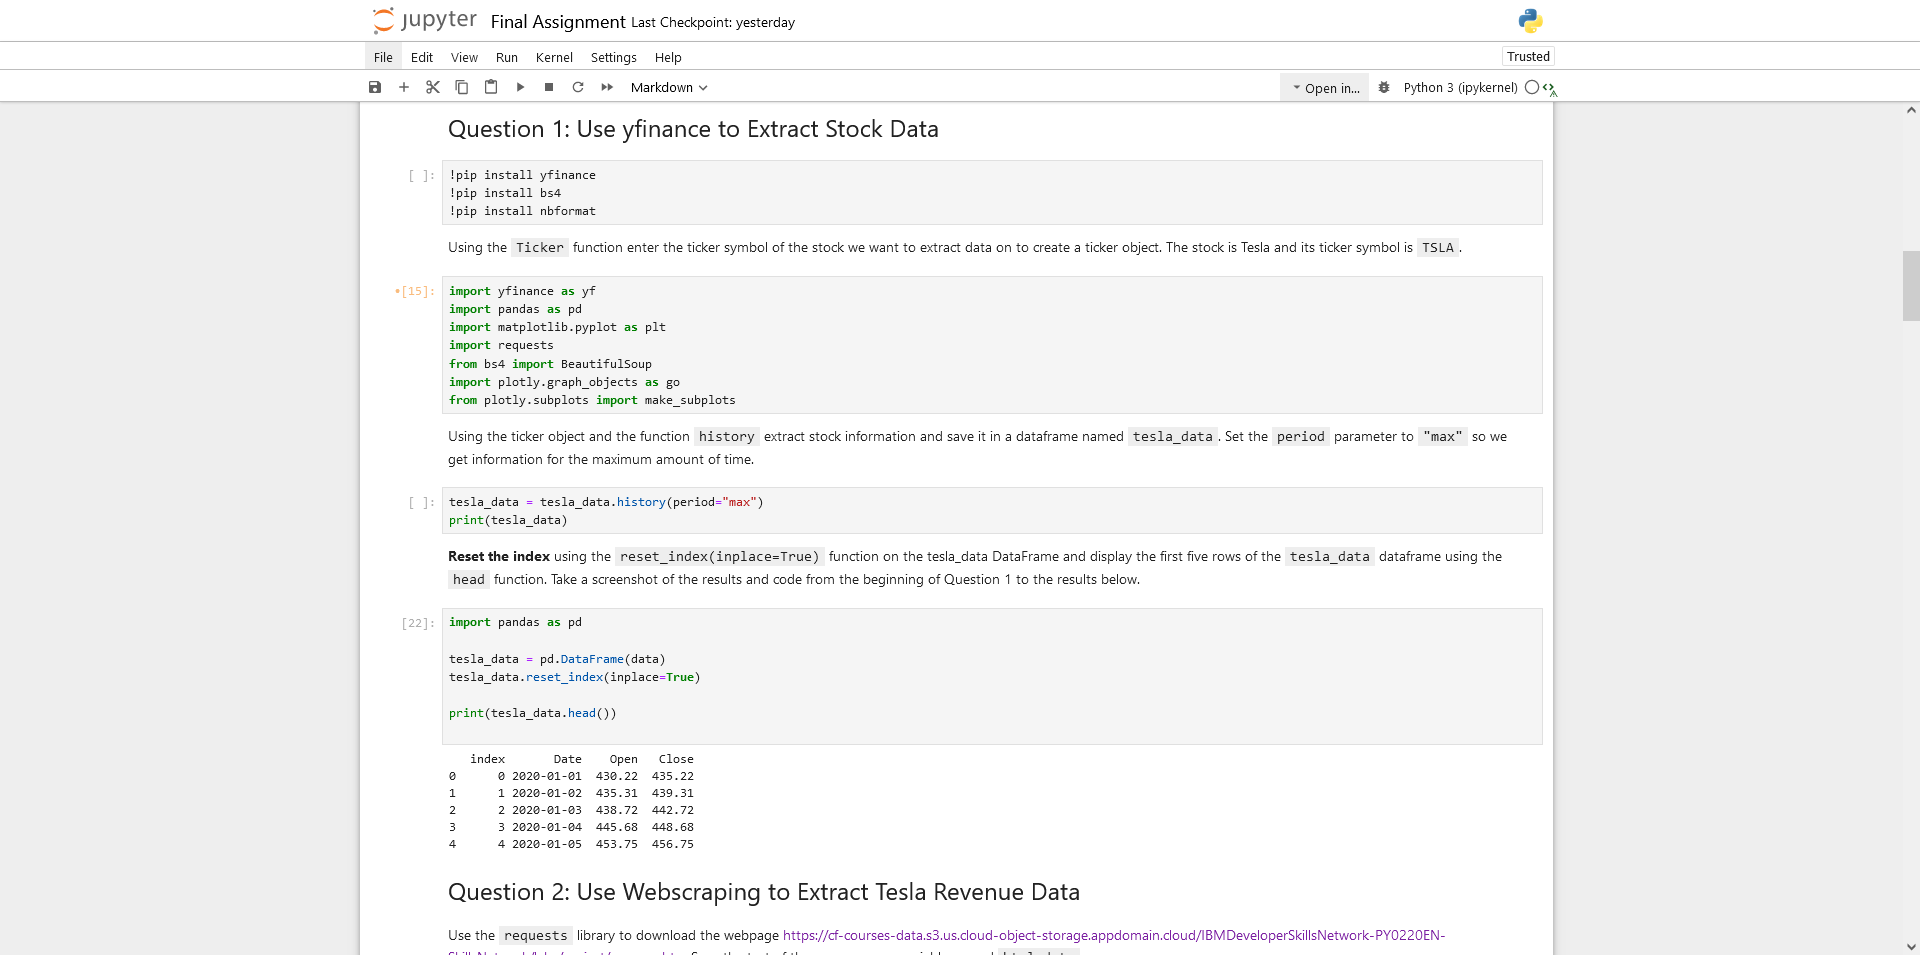 jupyter Final Assignment Last Checkpoint: yesterday
File Edit View Run Kernel Settings Help Trusted
Markdown Open in... Python 3 (ipykernel)
Question 1: Use yfinance to Extract Stock Data
[ ]: !pip install yfinance
!pip install bs4
!pip install nbformat
Using the Ticker function enter the ticker symbol of the stock we want to extract data on to create a ticker object. The stock is Tesla and its ticker symbol is TSLA.
•[15]: import yfinance as yf
import pandas as pd
import matplotlib.pyplot as plt
import requests
from bs4 import BeautifulSoup
import plotly.graph_objects as go
from plotly.subplots import make_subplots
Using the ticker object and the function history extract stock information and save it in a dataframe named tesla_data. Set the period parameter to "max" so we
get information for the maximum amount of time.
[ ]: tesla_data = tesla_data.history(period="max")
print(tesla_data)
Reset the index using the reset_index(inplace=True) function on the tesla_data DataFrame and display the first five rows of the tesla_data dataframe using the
head function. Take a screenshot of the results and code from the beginning of Question 1 to the results below.
[22]: import pandas as pd
tesla_data = pd.DataFrame(data)
tesla_data.reset_index(inplace=True)
print(tesla_data.head())
index Date Open Close
0 0 2020-01-01 430.22 435.22
1 1 2020-01-02 435.31 439.31
2 2 2020-01-03 438.72 442.72
3 3 2020-01-04 445.68 448.68
4 4 2020-01-05 453.75 456.75
Question 2: Use Webscraping to Extract Tesla Revenue Data
Use the requests library to download the webpage https://cf-courses-data.s3.us.cloud-object-storage.appdomain.cloud/IBMDeveloperSkillsNetwork-PY0220EN-